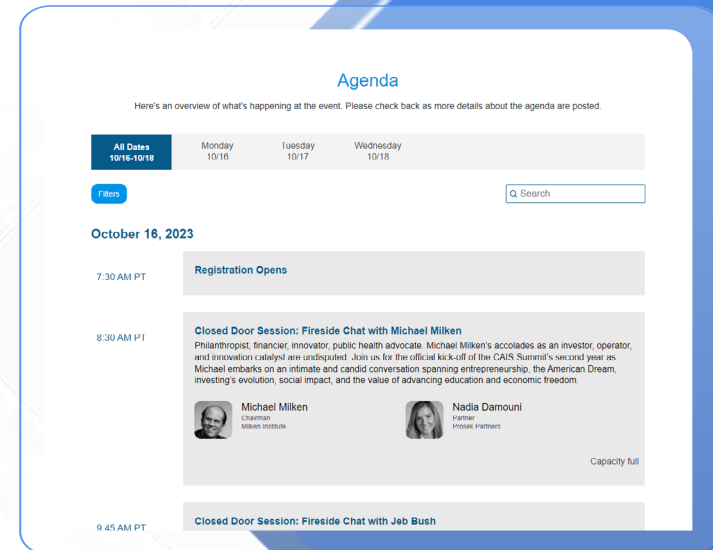 Agenda
Here's an overview of what's happening at the event. Please check back as more details about the agenda are posted.
All Dates
10/16-10/18
Monday
10/16
Tuesday
10/17
Wednesday
10/18
Filters
Search
October 16, 2023
7:30 AM PT
Registration Opens
8:30 AM PT
Closed Door Session: Fireside Chat with Michael Milken
Philanthropist, financier, innovator, public health advocate. Michael Milken's accolades as an investor, operator,
and innovation catalyst are undisputed. Join us for the official kick-off of the CAIS Summit's second year as
Michael embarks on an intimate and candid conversation spanning entrepreneurship, the American Dream,
investing's evolution, social impact, and the value of advancing education and economic freedom.
Michael Milken
Chairman
Milken Institute
Nadia Damouni
Partner
Prosek Partners
Capacity full
9:45 AM PT
Closed Door Session: Fireside Chat with Jeb Bush